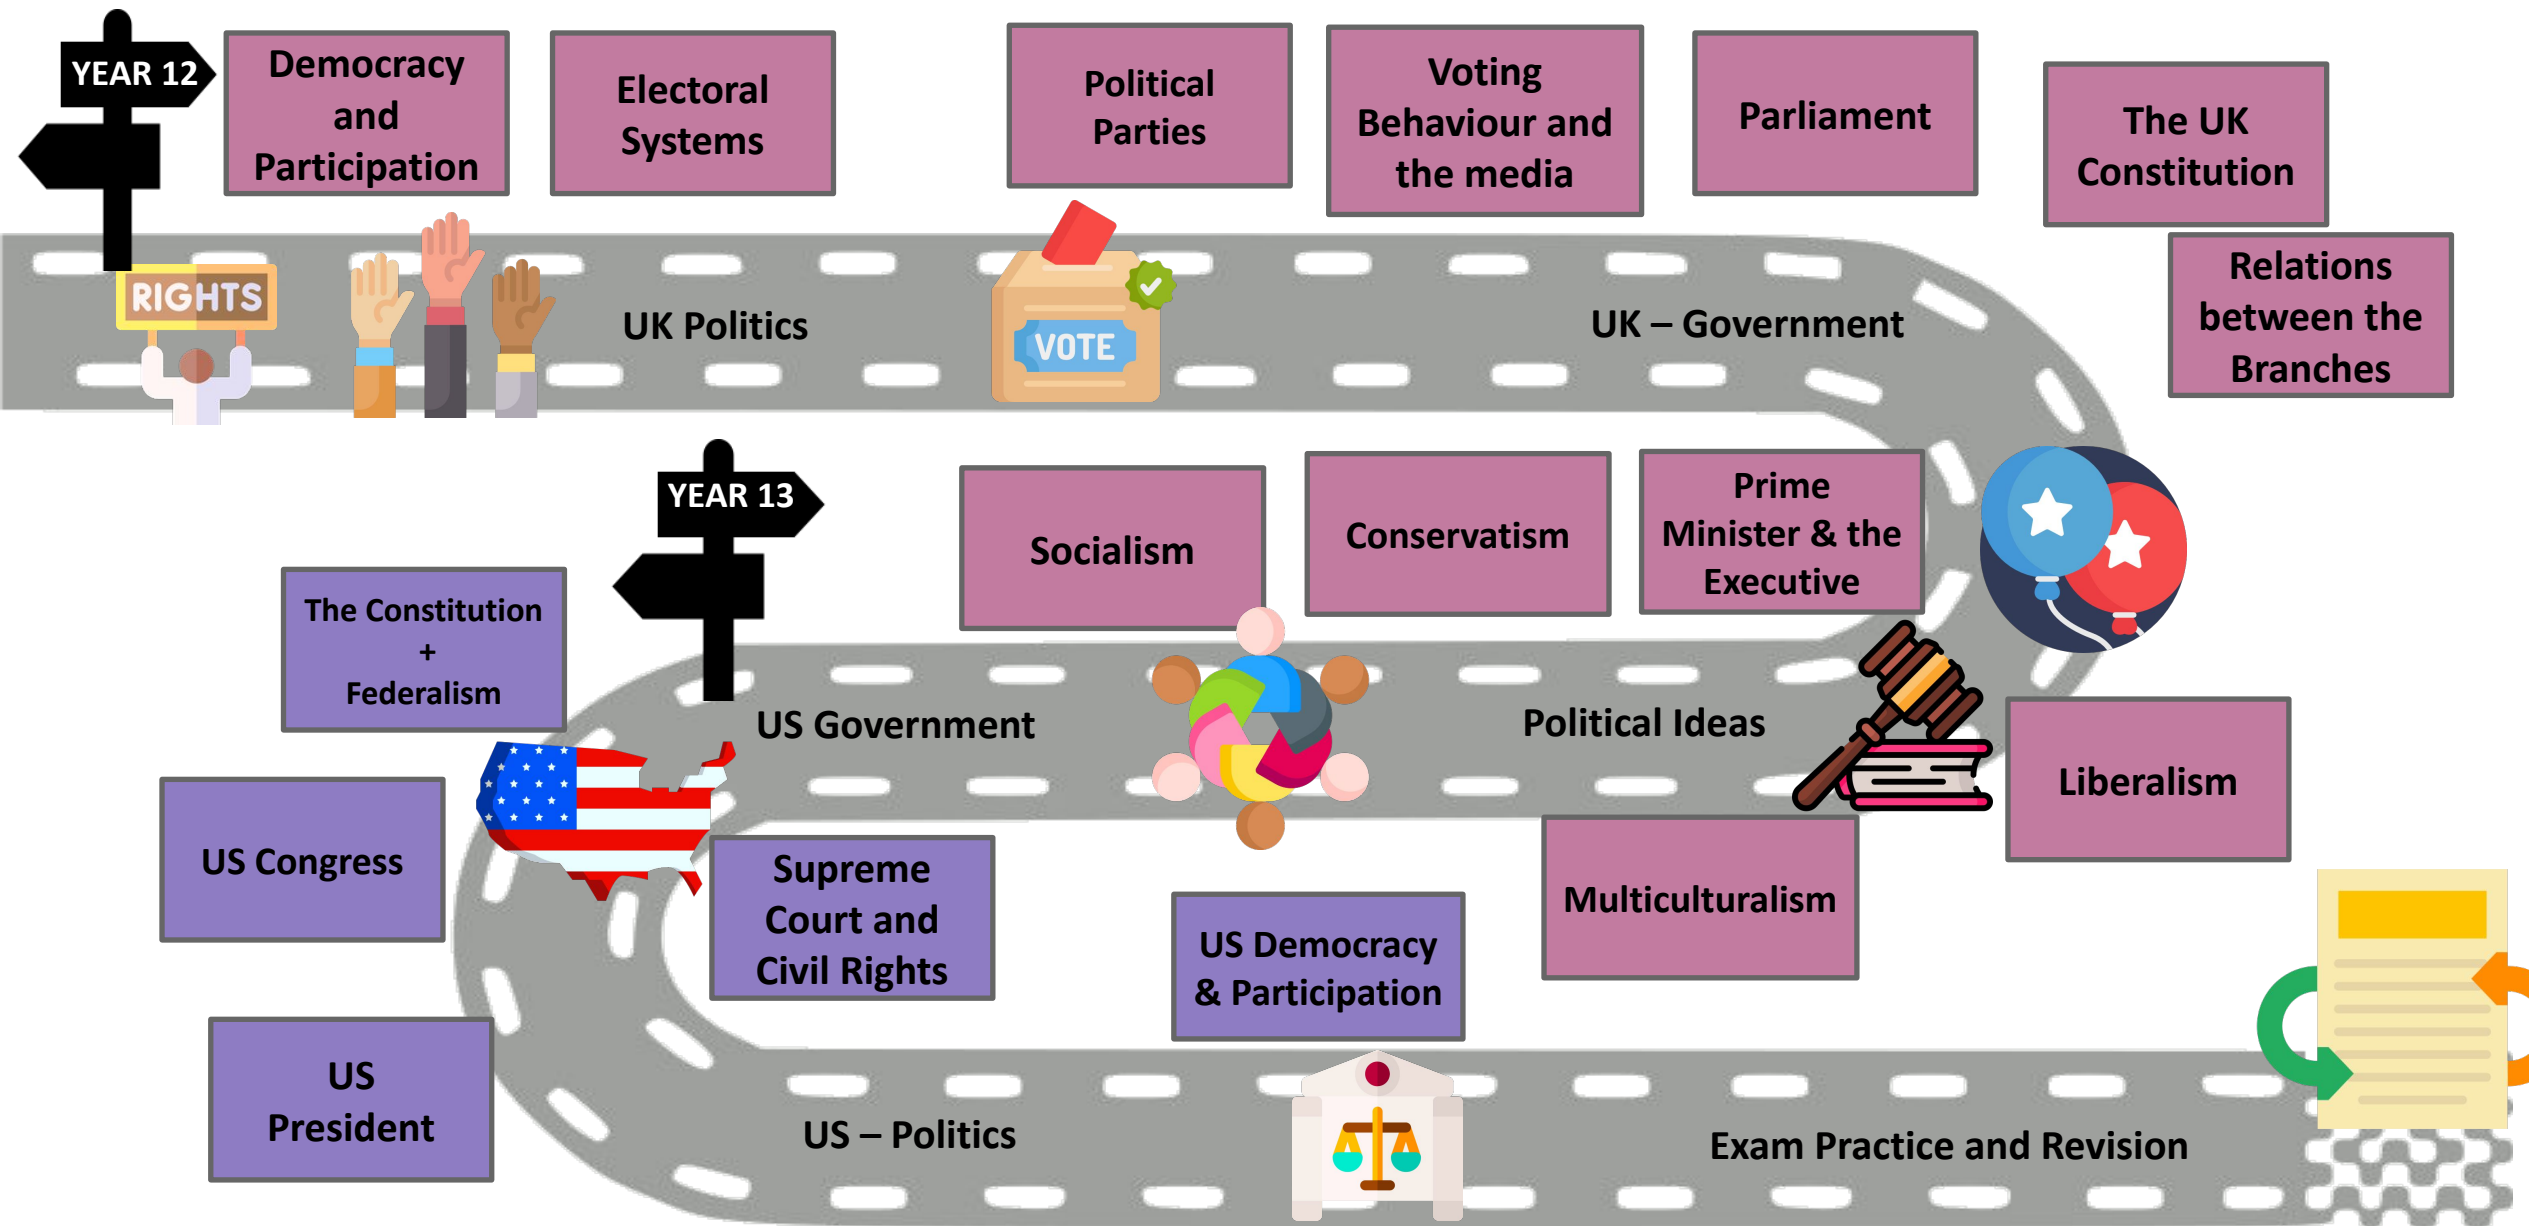 YEAR 12
Democracy
and
Participation
Electoral
Systems
Political
Parties
Voting
Behaviour and
the media
Parliament
The UK
Constitution
Relations
between the
Branches
RIGHTS
UK Politics
VOTE
UK – Government
YEAR 13
Socialism
Conservatism
Prime
Minister & the
Executive
The Constitution
+
Federalism
US Government
Political Ideas
Liberalism
US Congress
Supreme
Court and
Civil Rights
US Democracy
& Participation
Multiculturalism
US
President
US – Politics
Exam Practice and Revision